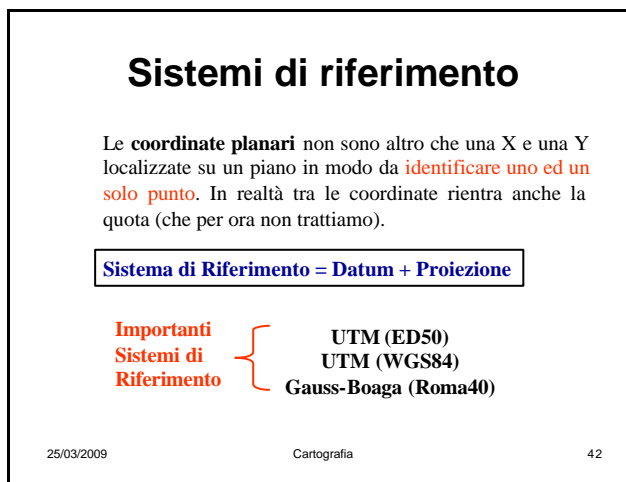 Sistemi di riferimento
Le coordinate planari non sono altro che una X e una Y
localizzate su un piano in modo da identificare uno ed un
solo punto. In realtà tra le coordinate rientra anche la
quota (che per ora non trattiamo).
Sistema di Riferimento = Datum + Proiezione
Importanti
Sistemi di
Riferimento
UTM (ED50)
UTM (WGS84)
Gauss-Boaga (Roma40)
25/03/2009 Cartografia 42